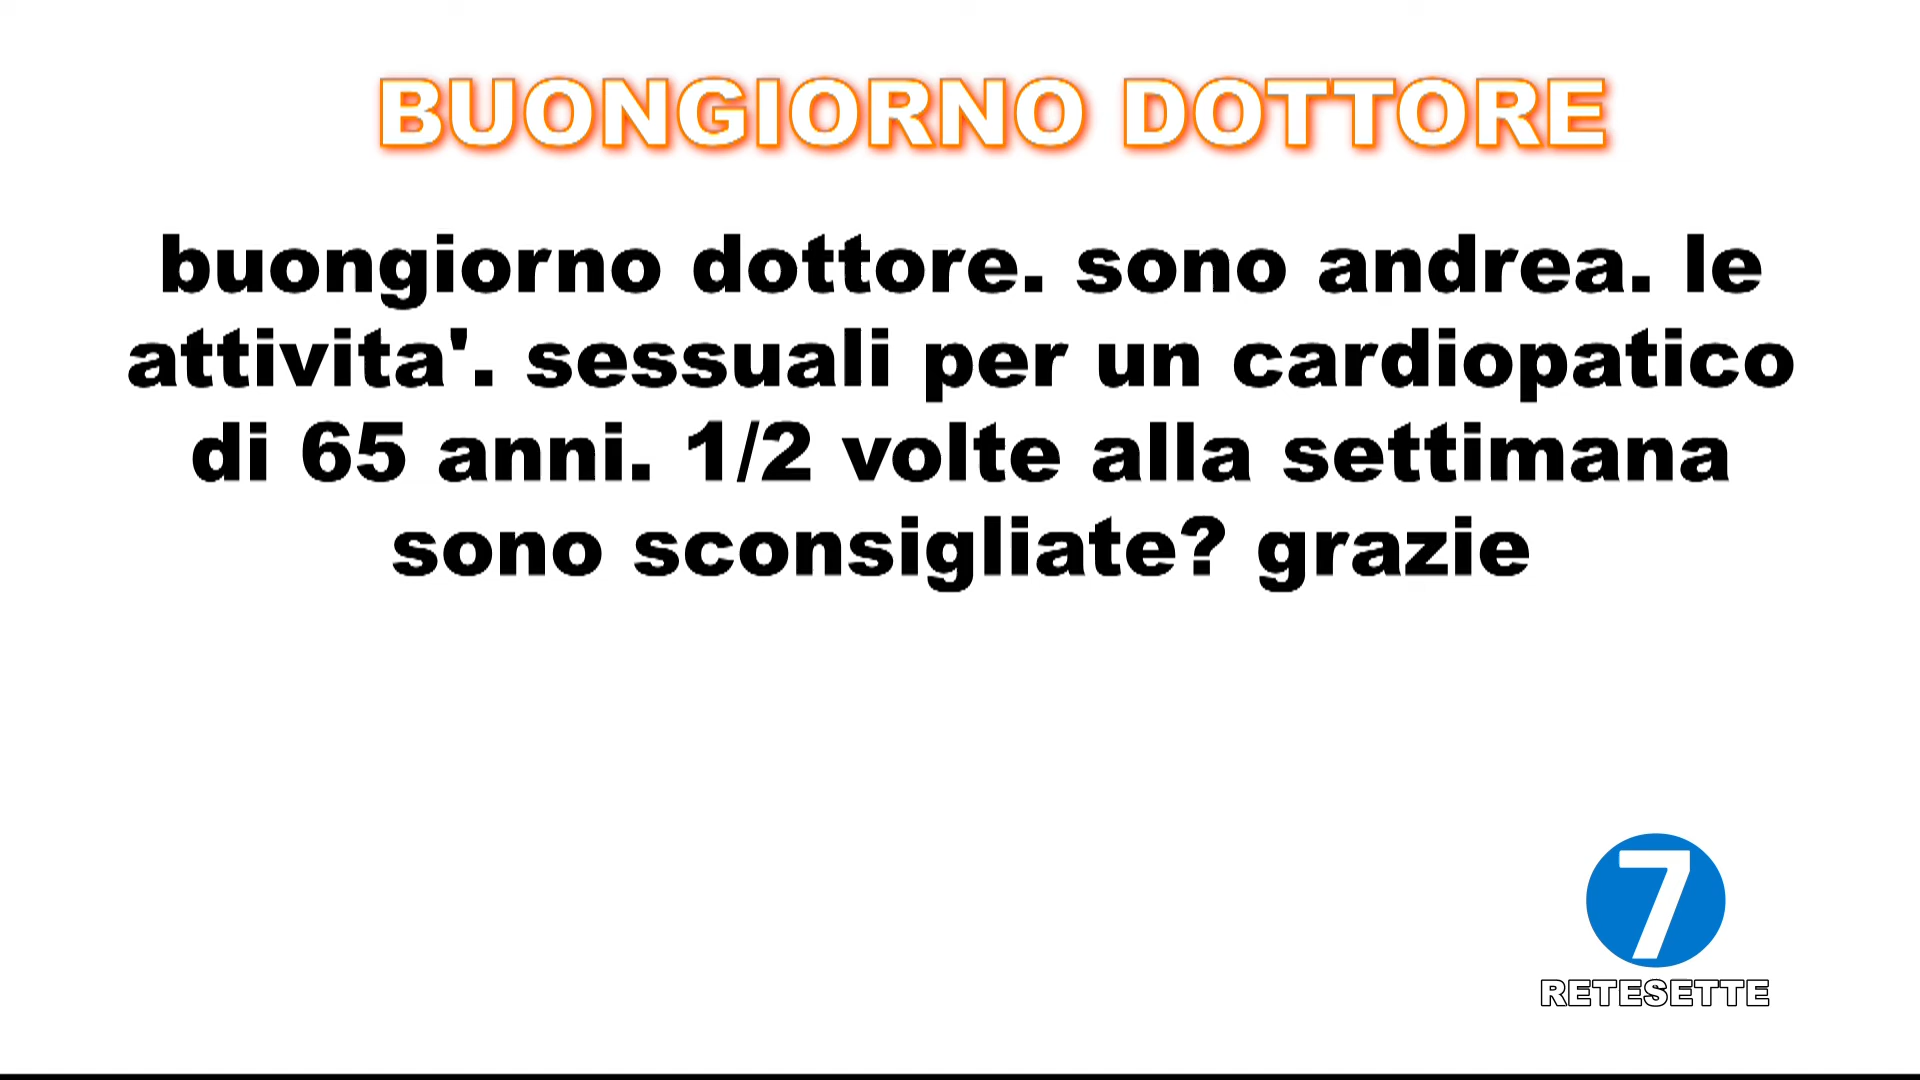 BUONGIORNO DOTTORE
buongiorno dottore. sono andrea. le
attivita'. sessuali per un cardiopatico
di 65 anni. 1/2 volte alla settimana
sono sconsigliate? grazie
7
RETESETTE